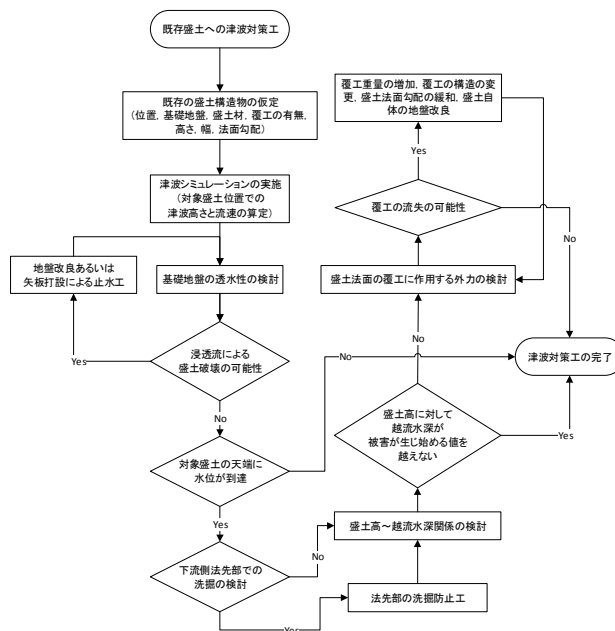 既存盛土への津波対策工
既存の盛土構造物の仮定
(位置, 基礎地盤, 盛土材, 覆工の有無,
高さ, 幅, 法面勾配)
津波シミュレーションの実施
(対象盛土位置での
津波高さと流速の算定)
地盤改良あるいは
矢板打設による止水工
基礎地盤の透水性の検討
Yes
浸透流による
盛土破壊の可能性
No
対象盛土の天端に
水位が到達
No
Yes
下流側法先部での
洗掘の検討
No
Yes
法先部の洗掘防止工
盛土高～越流水深関係の検討
盛土高に対して
越流水深が
被害が生じ始める値を
越えない
Yes
No
盛土法面の覆工に作用する外力の検討
覆工の流失の可能性
Yes
No
覆工重量の増加, 覆工の構造の変
更, 盛土法面勾配の緩和, 盛土自
体の地盤改良
津波対策工の完了